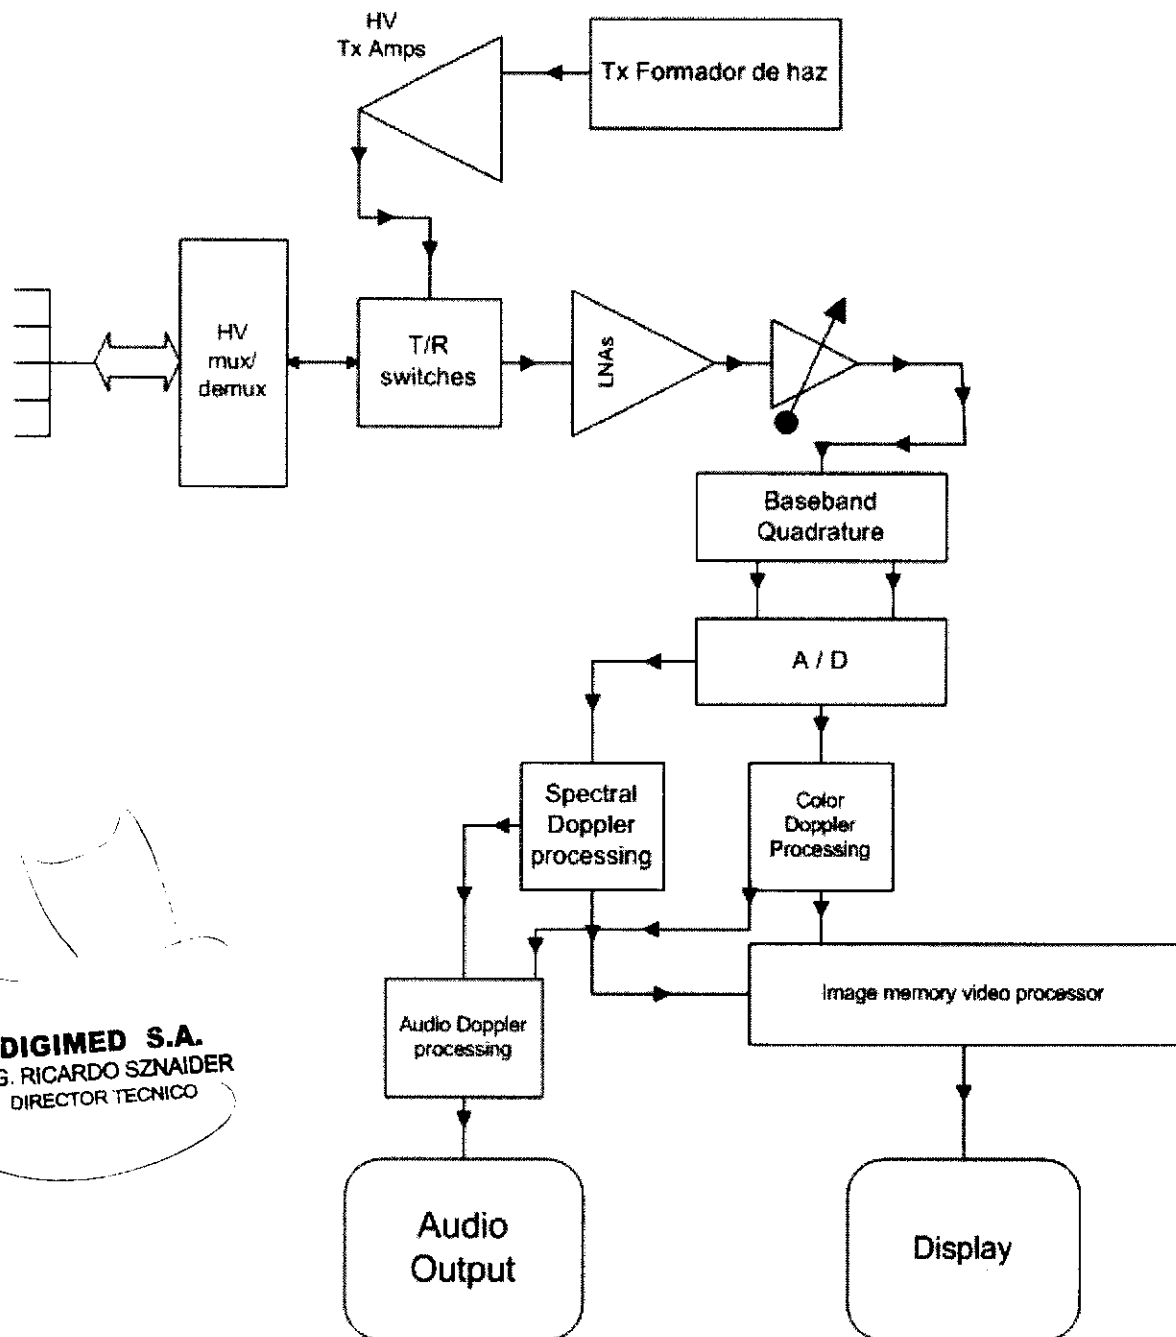 HV
Tx Amps
Tx Formador de haz
HV
mux/
demux
T/R
switches
LNAs
Baseband
Quadrature
A / D
Spectral
Doppler
processing
Color
Doppler
Processing
Image memory video processor
Audio Doppler
processing
DIGIMED S.A.
G. RICARDO SZNAIDER
DIRECTOR TECNICO
Audio
Output
Display